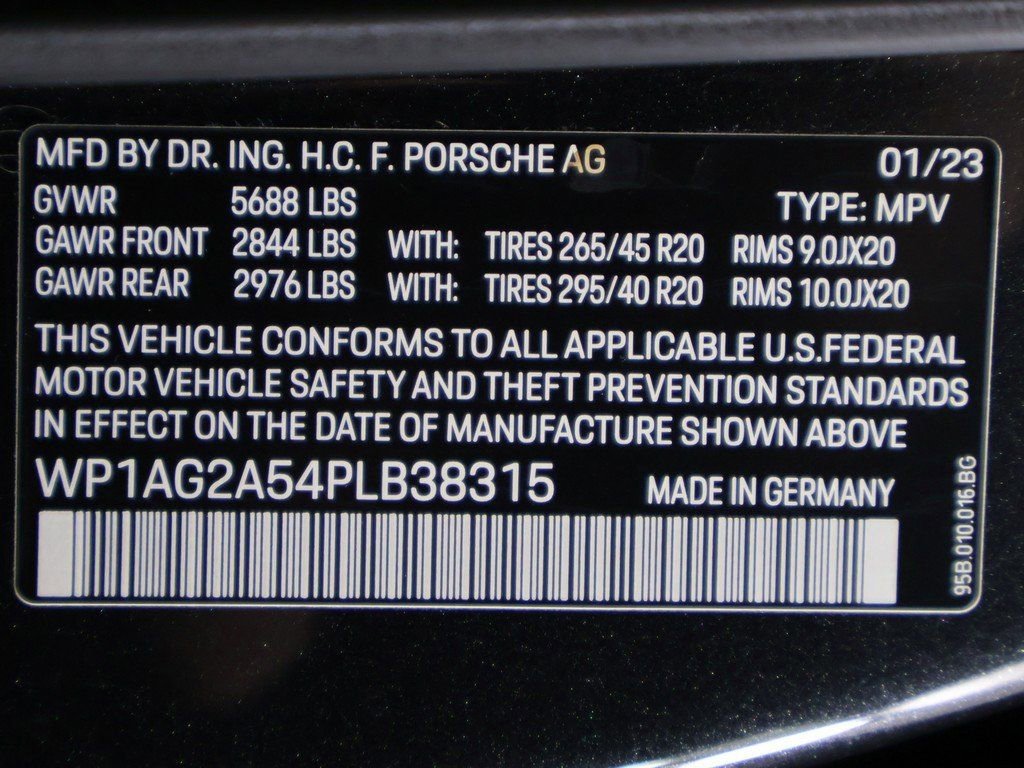 MFD BY DR. ING. H.C. F. PORSCHE AG 01/23
GVWR 5688 LBS TYPE: MPV
GAWR FRONT 2844 LBS WITH: TIRES 265/45 R20 RIMS 9.0JX20
GAWR REAR 2976 LBS WITH: TIRES 295/40 R20 RIMS 10.0JX20
THIS VEHICLE CONFORMS TO ALL APPLICABLE U.S.FEDERAL
MOTOR VEHICLE SAFETY AND THEFT PREVENTION STANDARDS
IN EFFECT ON THE DATE OF MANUFACTURE SHOWN ABOVE
WP1AG2A54PLB38315 MADE IN GERMANY
95B.010.016.BG